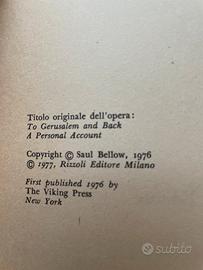 Titolo originale dell'opera:
To Gerusalem and Back
A Personal Account
Copyright © Saul Bellow, 1976
© 1977, Rizzoli Editore Milano
First published 1976 by
The Viking Press
New York
subito